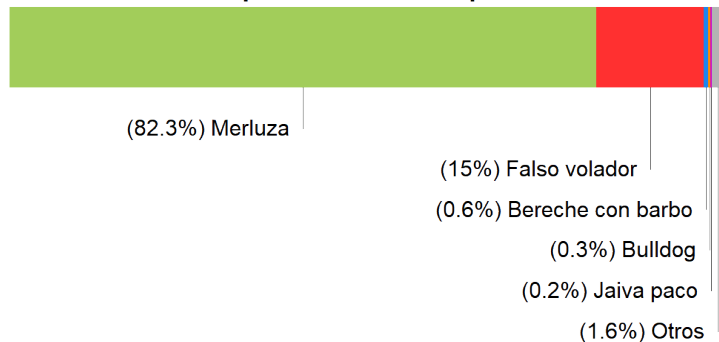 (82.3%) Merluza
(15%) Falso volador
(0.6%) Bereche con barbo
(0.3%) Bulldog
(0.2%) Jaiva paco
(1.6%) Otros